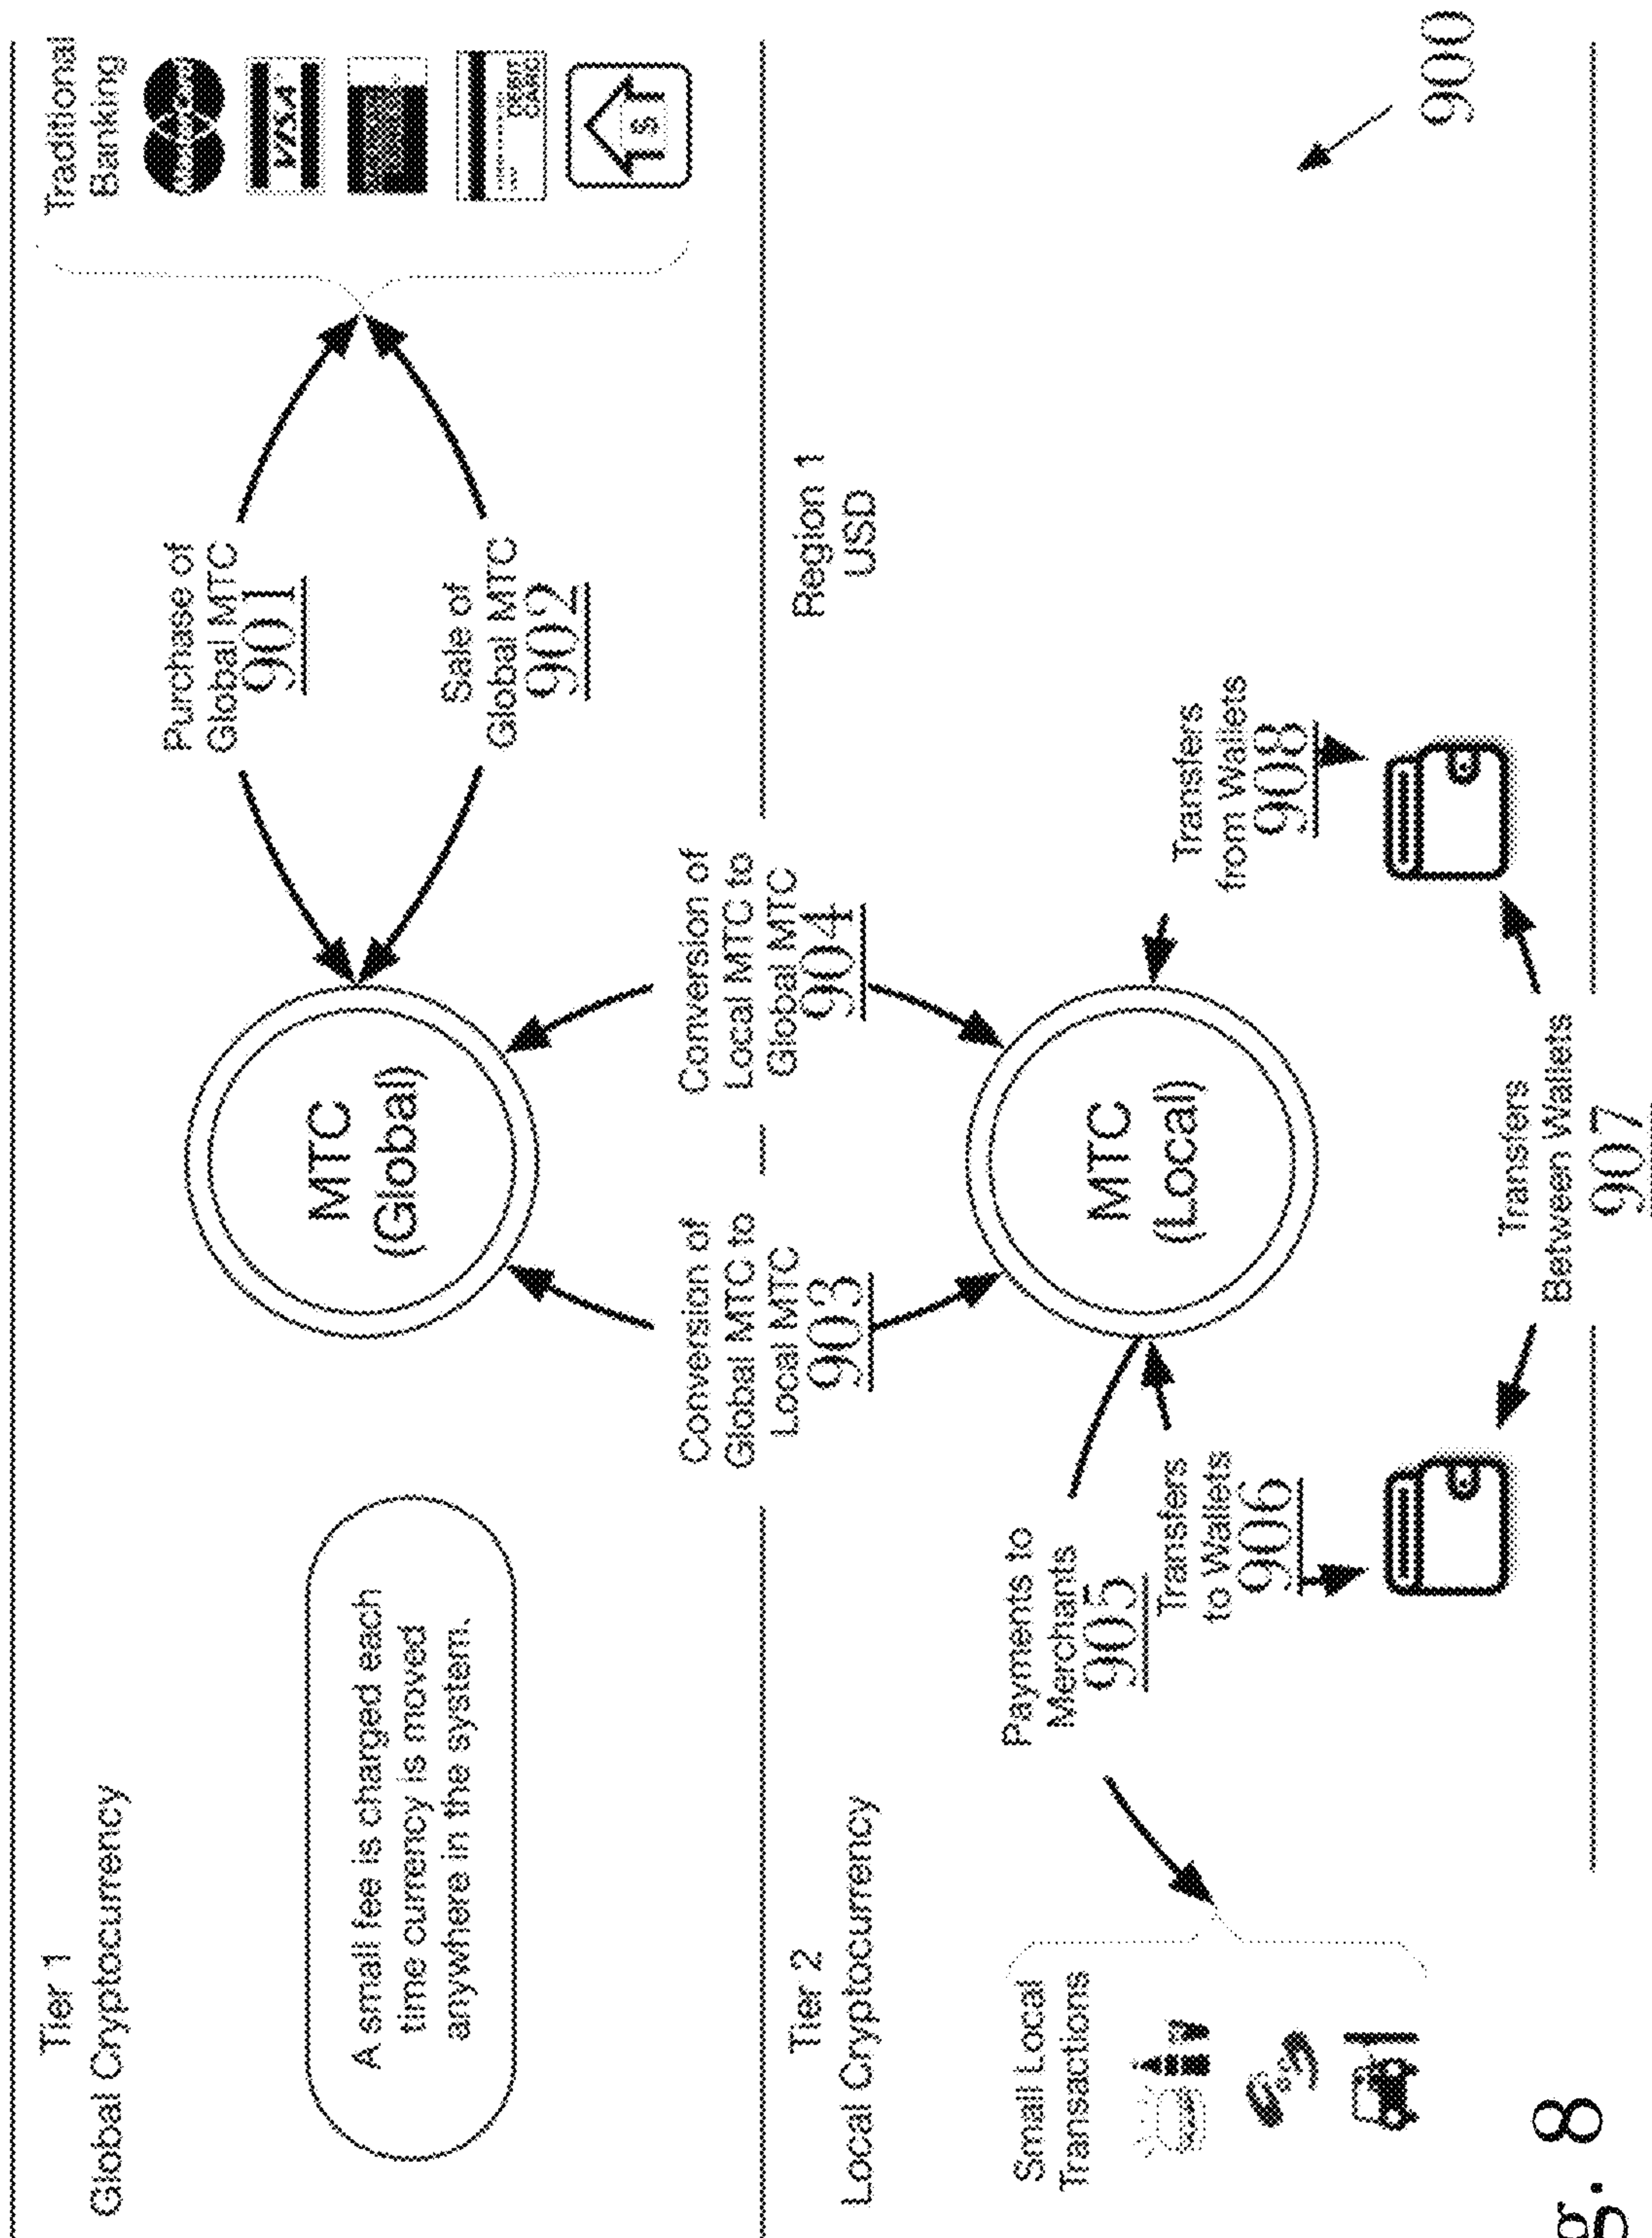 Tier 1
Global Cryptocurrency
A small fee is charged each
time currency is moved
anywhere in the system.
MTC
(Global)
Purchase of
Global MTC
901
Sale of
Global MTC
902
Traditional
Banking
VISA
DEBIT
CARD
$
Conversion of
Global MTC to
Local MTC
903
Conversion of
Local MTC to
Global MTC
904
Region 1
USD
Tier 2
Local Cryptocurrency
Small Local
Transactions
Payments to
Merchants
905
Transfers
to Wallets
906
MTC
(Local)
Transfers
from Wallets
908
Transfers
Between Wallets
907
900
g. 8